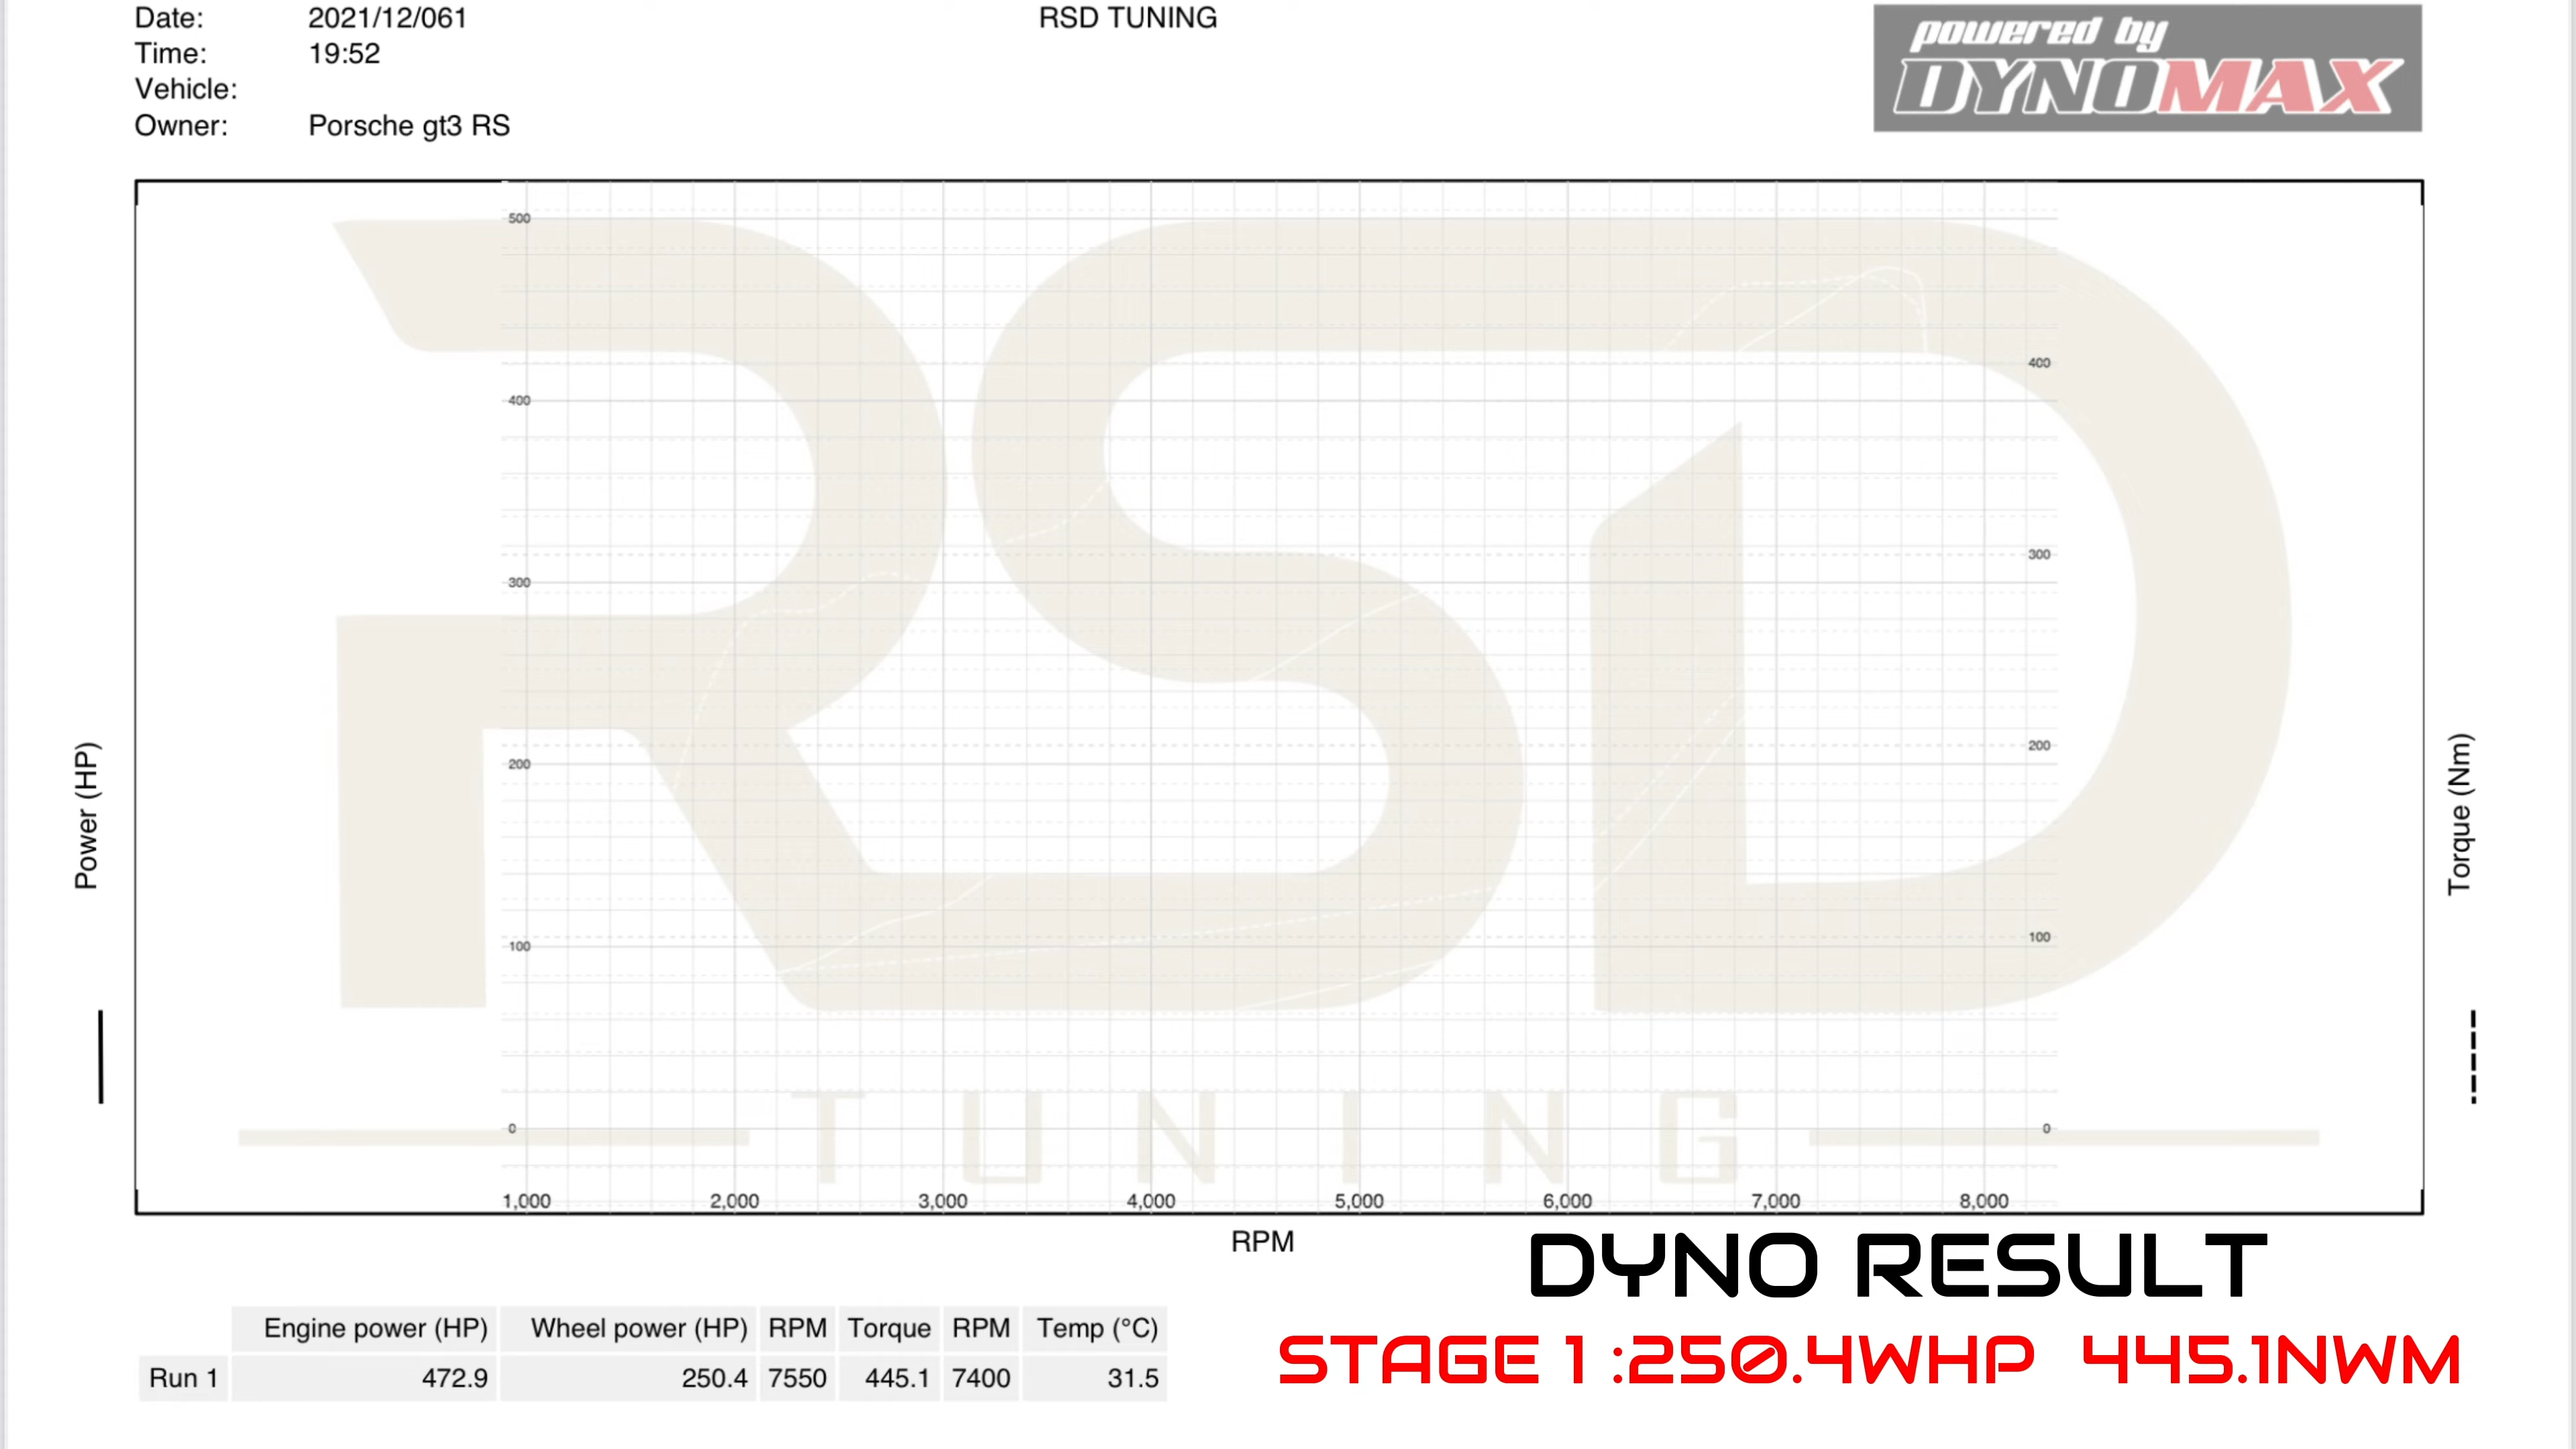 Date: 2021/12/061
RSD TUNING
Time: 19:52
Vehicle:
Owner: Porsche gt3 RS
powered by
DYNOMAX
500
400
400
300
300
200
200
100
100
0
0
1,000 2,000 3,000 4,000 5,000 6,000 7,000 8,000
Power (HP)
Torque (Nm)
RPM
RSD
TUNING
DYNO RESULT
STAGE 1 :250.4WHP 445.1NWM
Engine power (HP) Wheel power (HP) RPM Torque RPM Temp (°C)
Run 1 472.9 250.4 7550 445.1 7400 31.5